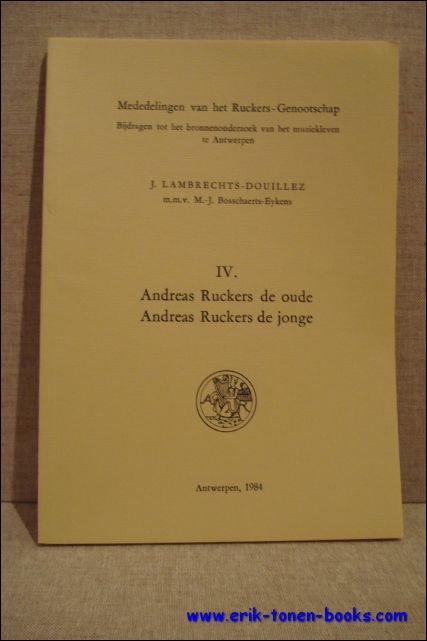 Mededelingen van het Ruckers-Genootschap
Bijdragen tot het bronnenonderzoek van het muziekleven
te Antwerpen
J. LAMBRECHTS-DOUILLEZ
m.m.v. M.-J. Bosschaerts-Eykens
IV.
Andreas Ruckers de oude
Andreas Ruckers de jonge
Antwerpen, 1984
www.erik-tonen-books.com